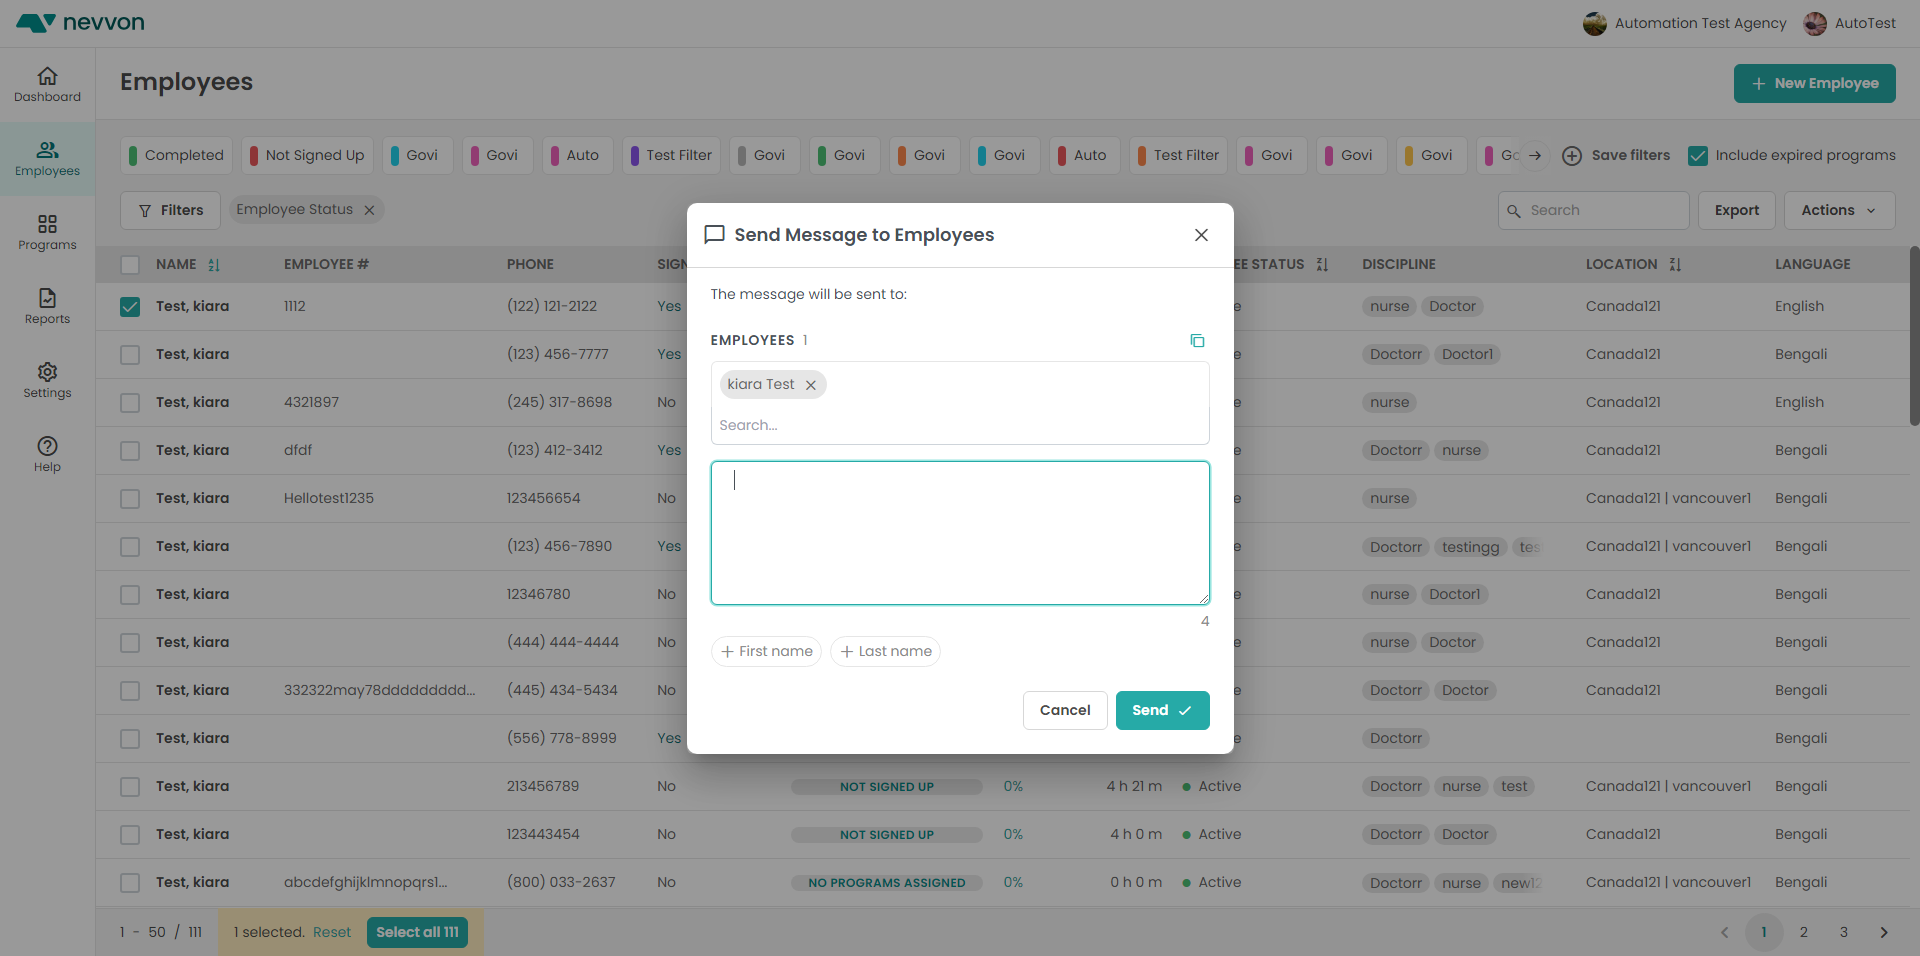 nevvon
Automation Test Agency
AutoTest
Dashboard
Employees
Programs
Reports
Settings
Help
Employees
New Employee
Completed
Not Signed Up
Govi
Govi
Auto
Test Filter
Govi
Govi
Govi
Govi
Auto
Test Filter
Govi
Govi
Govi
Save filters
Include expired programs
Filters
Employee Status
Search
Export
Actions
NAME EMPLOYEE # PHONE SIGN EE STATUS DISCIPLINE LOCATION LANGUAGE
Test, kiara 1112 (122) 121-2122 Yes e nurse Doctor Canada121 English
Test, kiara (123) 456-7777 Yes e Doctorr Doctor1 Canada121 Bengali
Test, kiara 4321897 (245) 317-8698 No e nurse Canada121 English
Test, kiara dfdf (123) 412-3412 Yes e Doctorr nurse Canada121 Bengali
Test, kiara Hellotest1235 123456654 No e nurse Canada121 | vancouver1 Bengali
Test, kiara (123) 456-7890 Yes e Doctorr testingg tes Canada121 | vancouver1 Bengali
Test, kiara 12346780 No e nurse Doctor1 Canada121 Bengali
Test, kiara (444) 444-4444 No e nurse Doctor Canada121 Bengali
Test, kiara 332322may78ddddddddd... (445) 434-5434 No e Doctorr Doctor Canada121 Bengali
Test, kiara (556) 778-8999 Yes e Doctorr Bengali
Test, kiara 213456789 No NOT SIGNED UP 0% 4 h 21 m Active Doctorr nurse test Canada121 | vancouver1 Bengali
Test, kiara 123443454 No NOT SIGNED UP 0% 4 h 0 m Active Doctorr Doctor Canada121 Bengali
Test, kiara abcdefghijklmnopqrs1... (800) 033-2637 No NO PROGRAMS ASSIGNED 0% 0 h 0 m Active Doctorr nurse new12 Canada121 | vancouver1 Bengali
1 - 50 / 111
1 selected. Reset
Select all 111
1 2 3
Send Message to Employees
The message will be sent to:
EMPLOYEES 1
kiara Test
Search...
4
First name
Last name
Cancel
Send